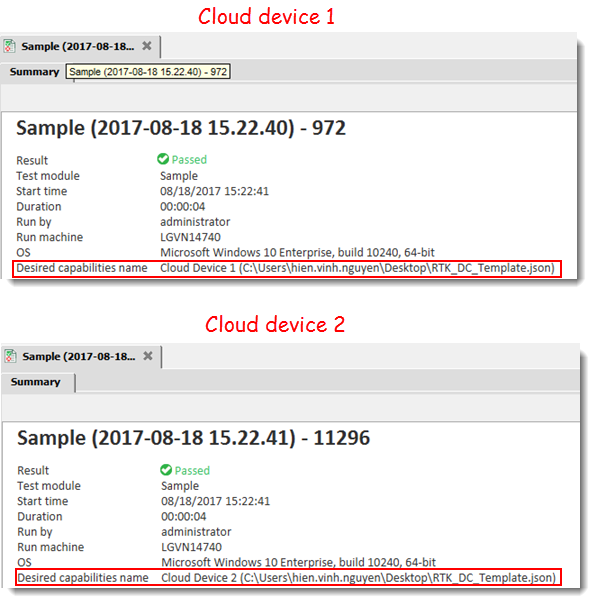 Cloud device 1
Sample (2017-08-18...
Summary Sample (2017-08-18 15.22.40) - 972
Sample (2017-08-18 15.22.40) - 972
Result Passed
Test module Sample
Start time 08/18/2017 15:22:41
Duration 00:00:04
Run by administrator
Run machine LGVN14740
OS Microsoft Windows 10 Enterprise, build 10240, 64-bit
Desired capabilities name Cloud Device 1 (C:\Users\hien.vinh.nguyen\Desktop\RTK_DC_Template.json)
Cloud device 2
Sample (2017-08-18...
Summary
Sample (2017-08-18 15.22.41) - 11296
Result Passed
Test module Sample
Start time 08/18/2017 15:22:41
Duration 00:00:04
Run by administrator
Run machine LGVN14740
OS Microsoft Windows 10 Enterprise, build 10240, 64-bit
Desired capabilities name Cloud Device 2 (C:\Users\hien.vinh.nguyen\Desktop\RTK_DC_Template.json)